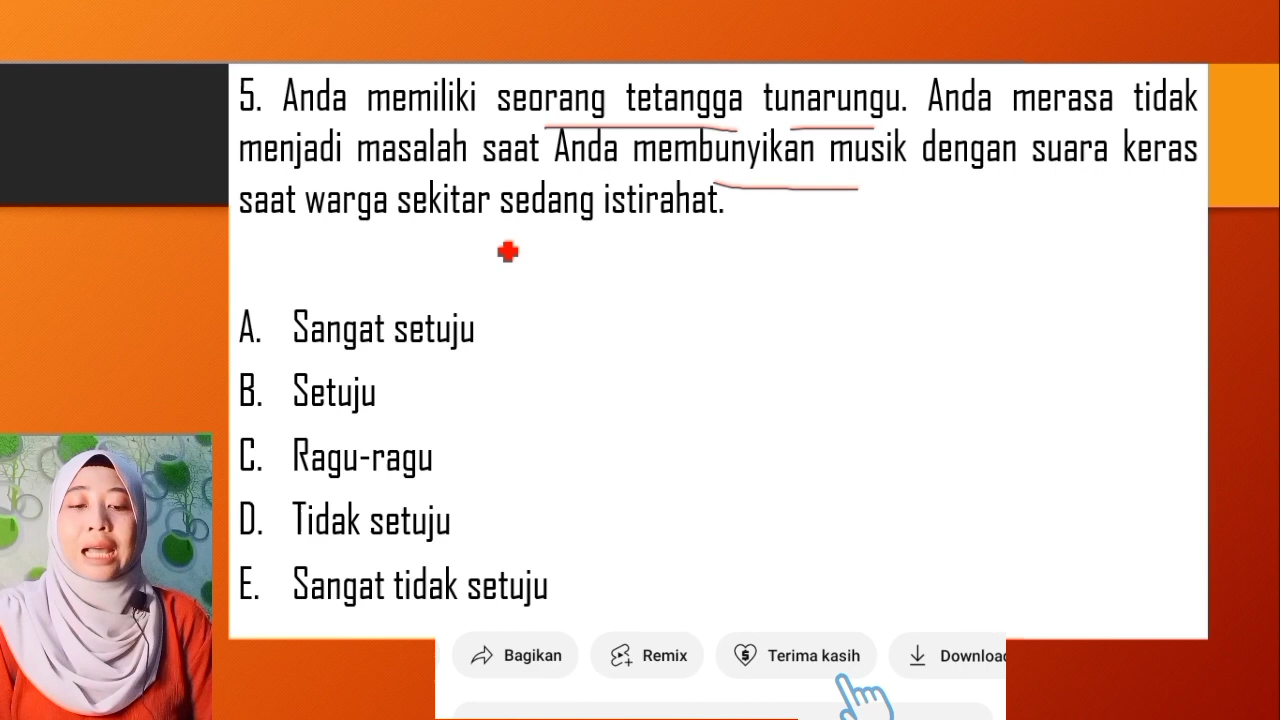 5. Anda memiliki seorang tetangga tunarungu. Anda merasa tidak
menjadi masalah saat Anda membunyikan musik dengan suara keras
saat warga sekitar sedang istirahat.
A. Sangat setuju
B. Setuju
C. Ragu-ragu
D. Tidak setuju
E. Sangat tidak setuju
Bagikan
Remix
Terima kasih